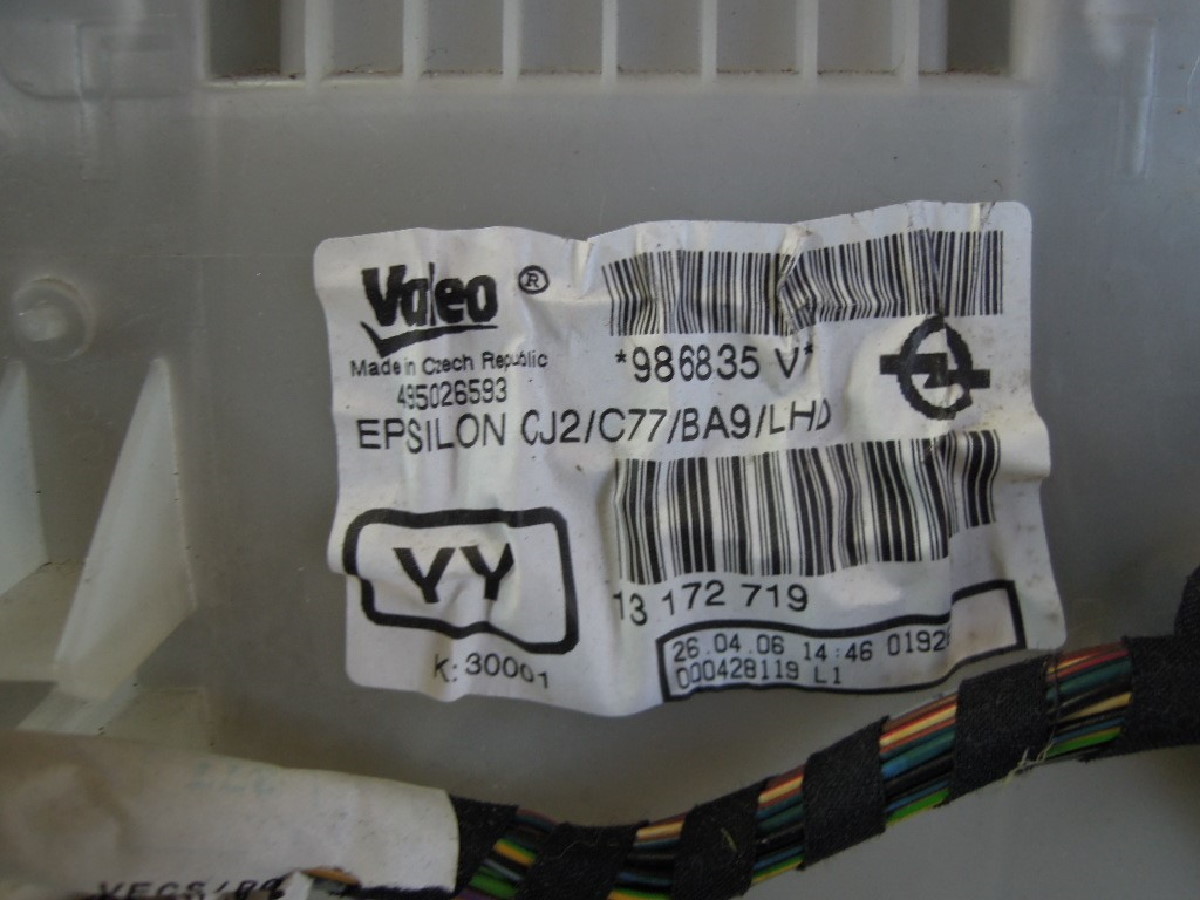 Valeo ®
Made in Czech Republic
*986835 V*
495026593
EPSILON CJ2/C77/BA9/LHD
YY
13 172 719
K: 30001
26.04.06 14:46
000428119 L1